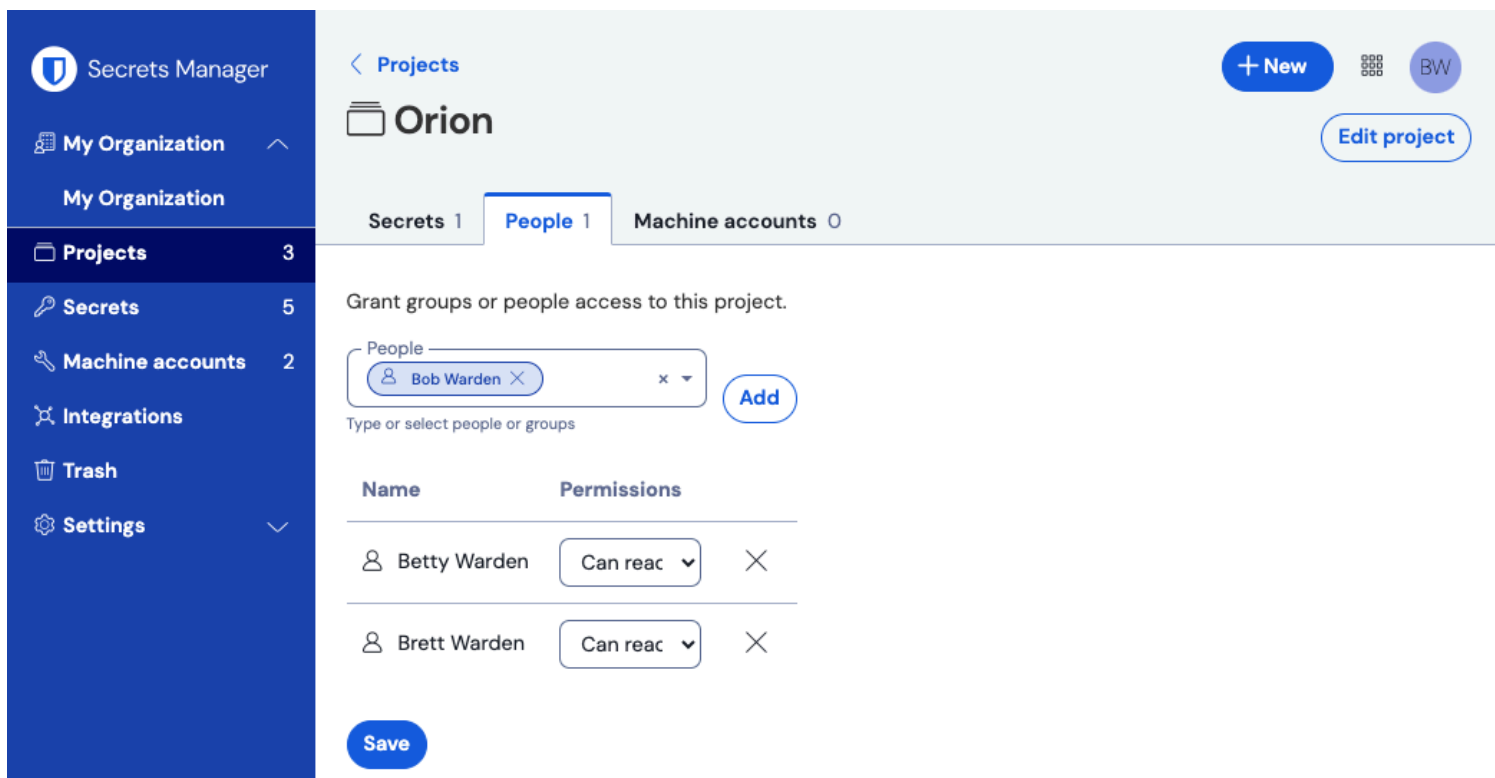 Secrets Manager
My Organization
My Organization
Projects 3
Secrets 5
Machine accounts 2
Integrations
Trash
Settings
Projects
+ New
BW
Orion
Edit project
Secrets 1
People 1
Machine accounts 0
Grant groups or people access to this project.
People
Bob Warden
Add
Type or select people or groups
Name Permissions
Betty Warden Can reac
Brett Warden Can reac
Save